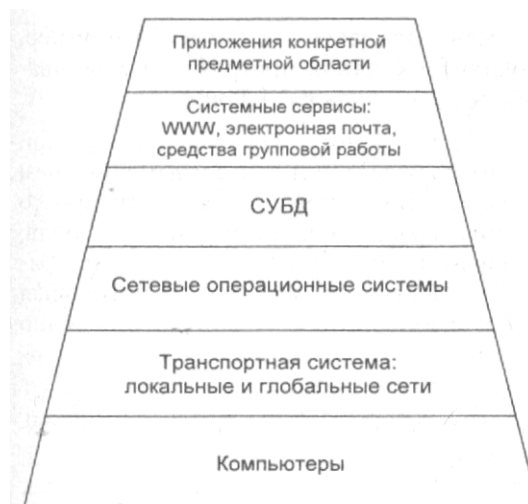 Приложения конкретной
предметной области
Системные сервисы:
WWW, электронная почта,
средства групповой работы
СУБД
Сетевые операционные системы
Транспортная система:
локальные и глобальные сети
Компьютеры